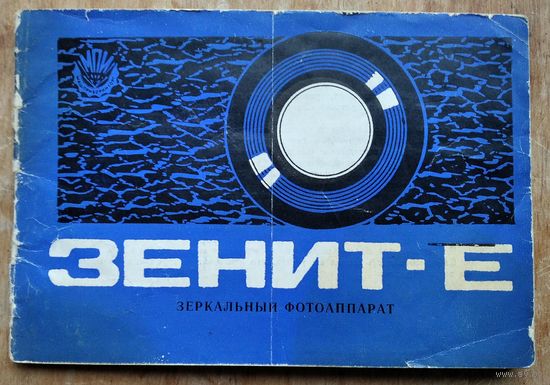 ЗЕНИТ-Е
ЗЕРКАЛЬНЫЙ ФОТОАППАРАТ